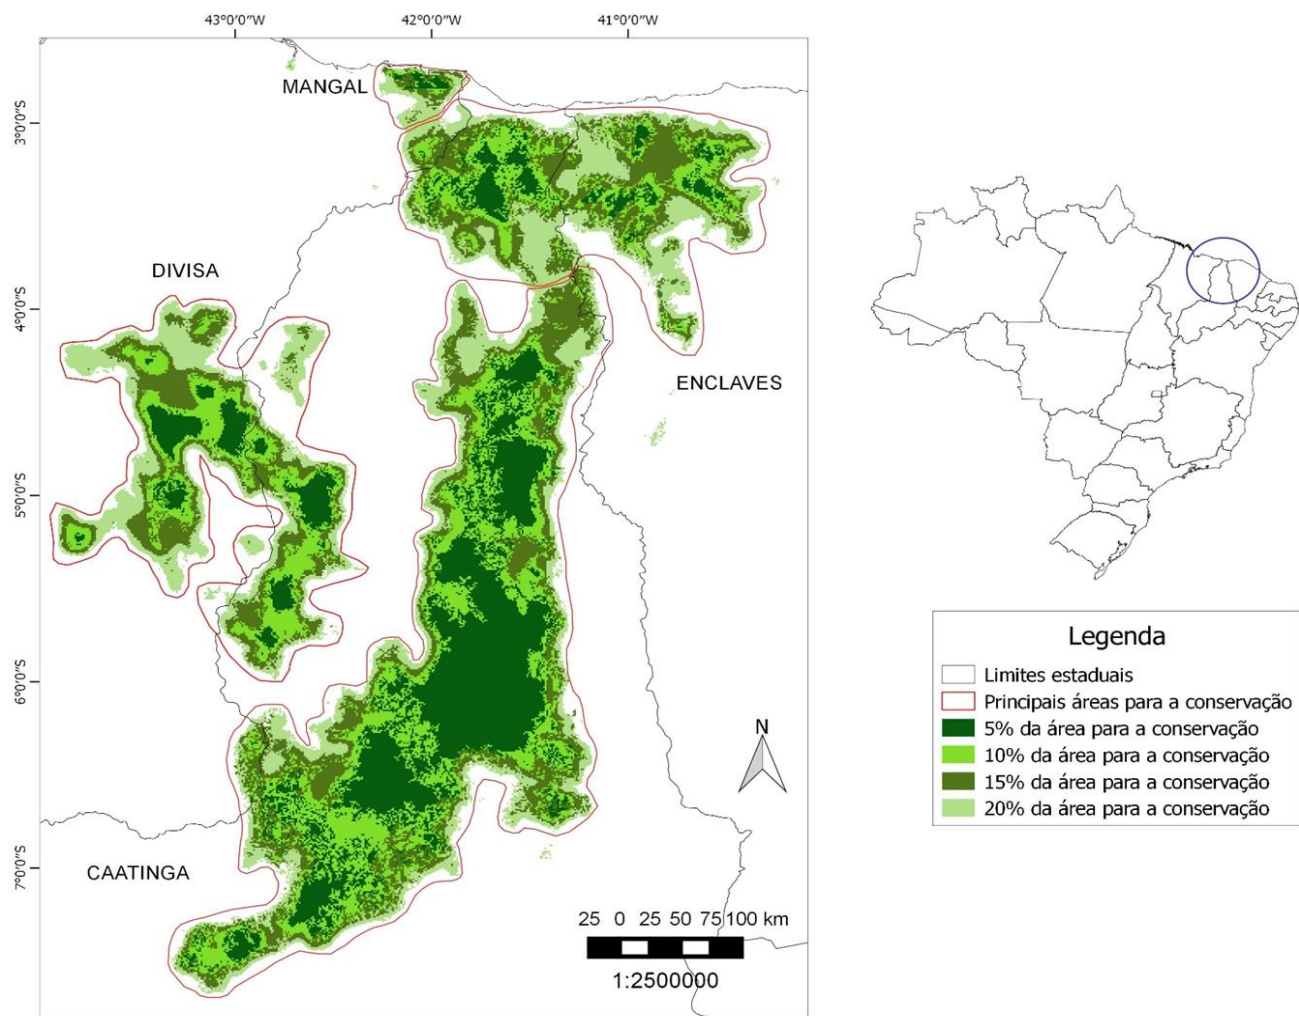 43°0'0"W
42°0'0"W
41°0'0"W
MANGAL
3°0'0"S
DIVISA
4°0'0"S
ENCLAVES
5°0'0"S
6°0'0"S
7°0'0"S
CAATINGA
N
25 0 25 50 75 100 km
1:2500000
Legenda
Limites estaduais
Principais áreas para a conservação
5% da área para a conservação
10% da área para a conservação
15% da área para a conservação
20% da área para a conservação